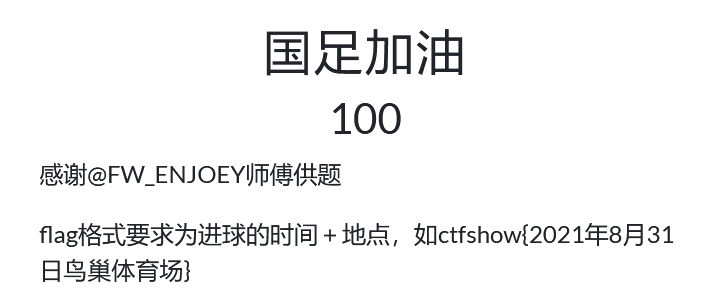 国足加油
100
感谢@FW_ENJOEY师傅供题
flag格式要求为进球的时间＋地点，如ctfshow{2021年8月31
日鸟巢体育场}